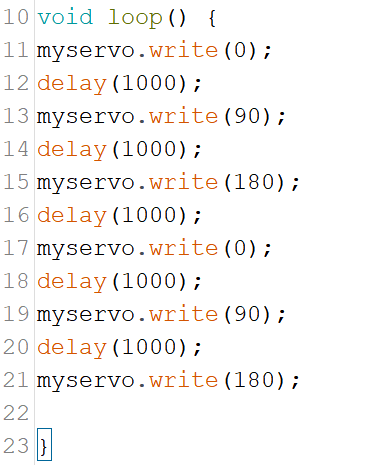 10 void loop() {
11 myservo.write(0);
12 delay(1000);
13 myservo.write(90);
14 delay(1000);
15 myservo.write(180);
16 delay(1000);
17 myservo.write(0);
18 delay(1000);
19 myservo.write(90);
20 delay(1000);
21 myservo.write(180);
22
23 }